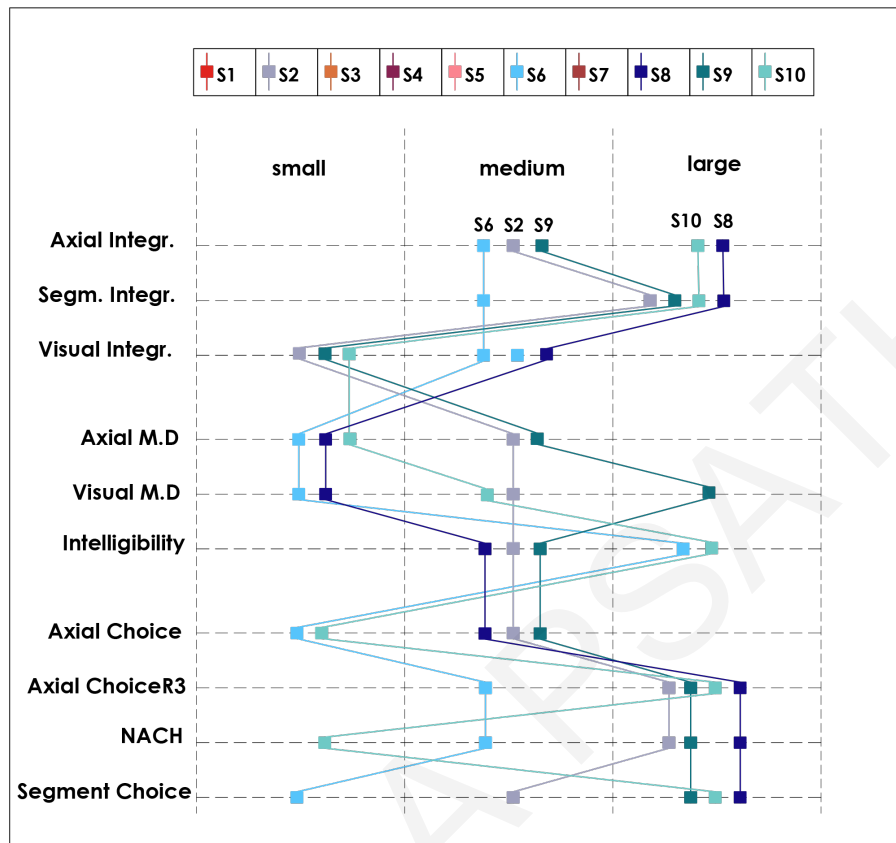 S1 S2 S3 S4 S5 S6 S7 S8 S9 S10
small medium large
S6 S2 S9 S10 S8
Axial Integr.
Segm. Integr.
Visual Integr.
Axial M.D
Visual M.D
Intelligibility
Axial Choice
Axial ChoiceR3
NACH
Segment Choice